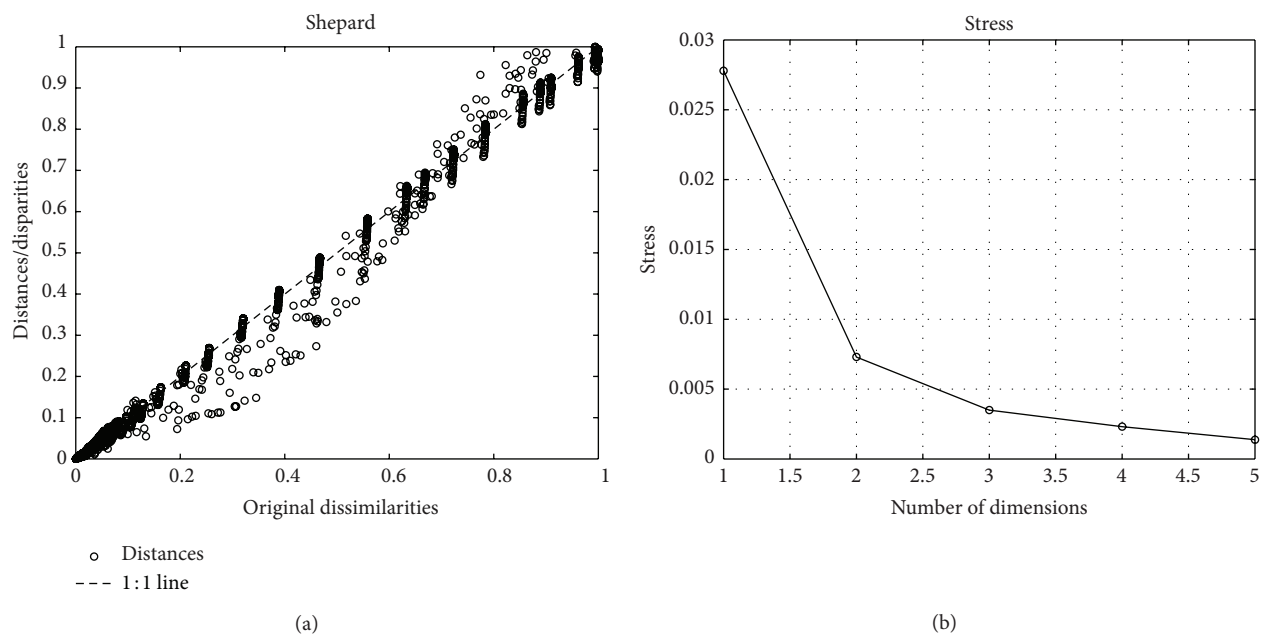 Shepard
1
0.9
0.8
0.7
0.6
0.5
0.4
0.3
0.2
0.1
0
Distances/disparities
0 0.2 0.4 0.6 0.8 1
Original dissimilarities
Distances
1 : 1 line
(a)
Stress
0.03
0.025
0.02
0.015
0.01
0.005
0
Stress
1 1.5 2 2.5 3 3.5 4 4.5 5
Number of dimensions
(b)